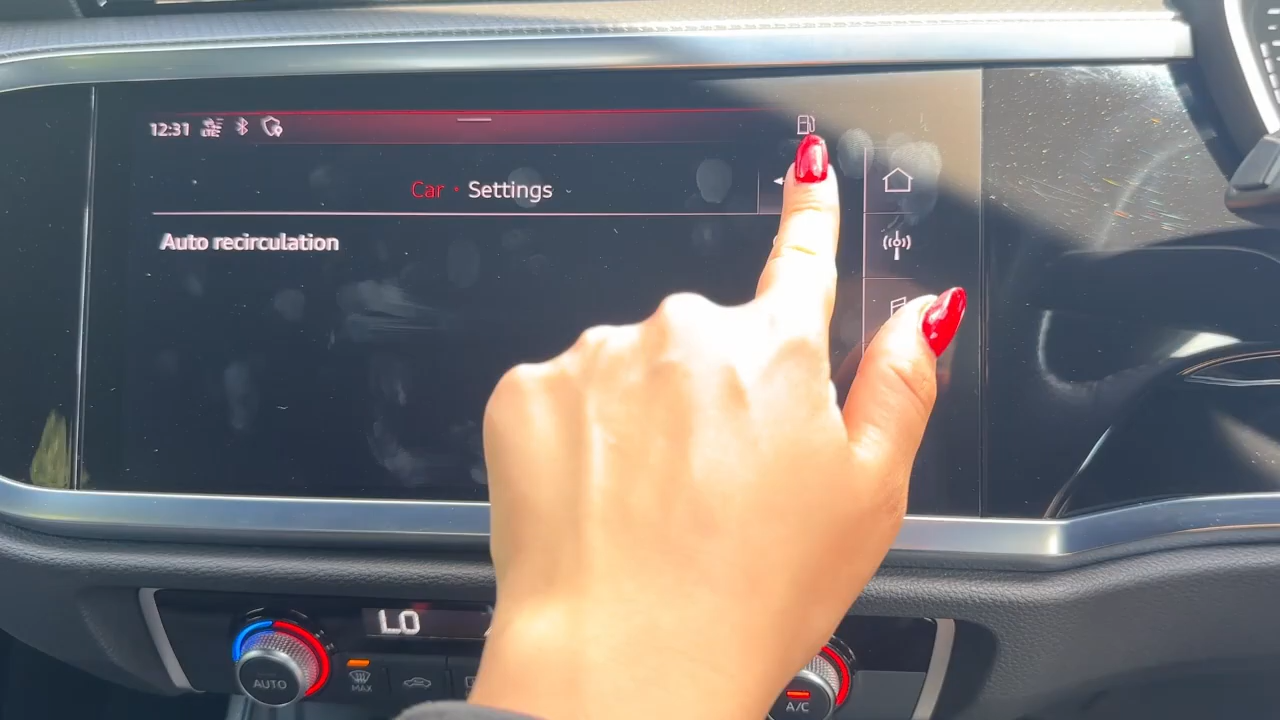 12:31
Car • Settings
Auto recirculation
LO
AUTO
MAX
A/C